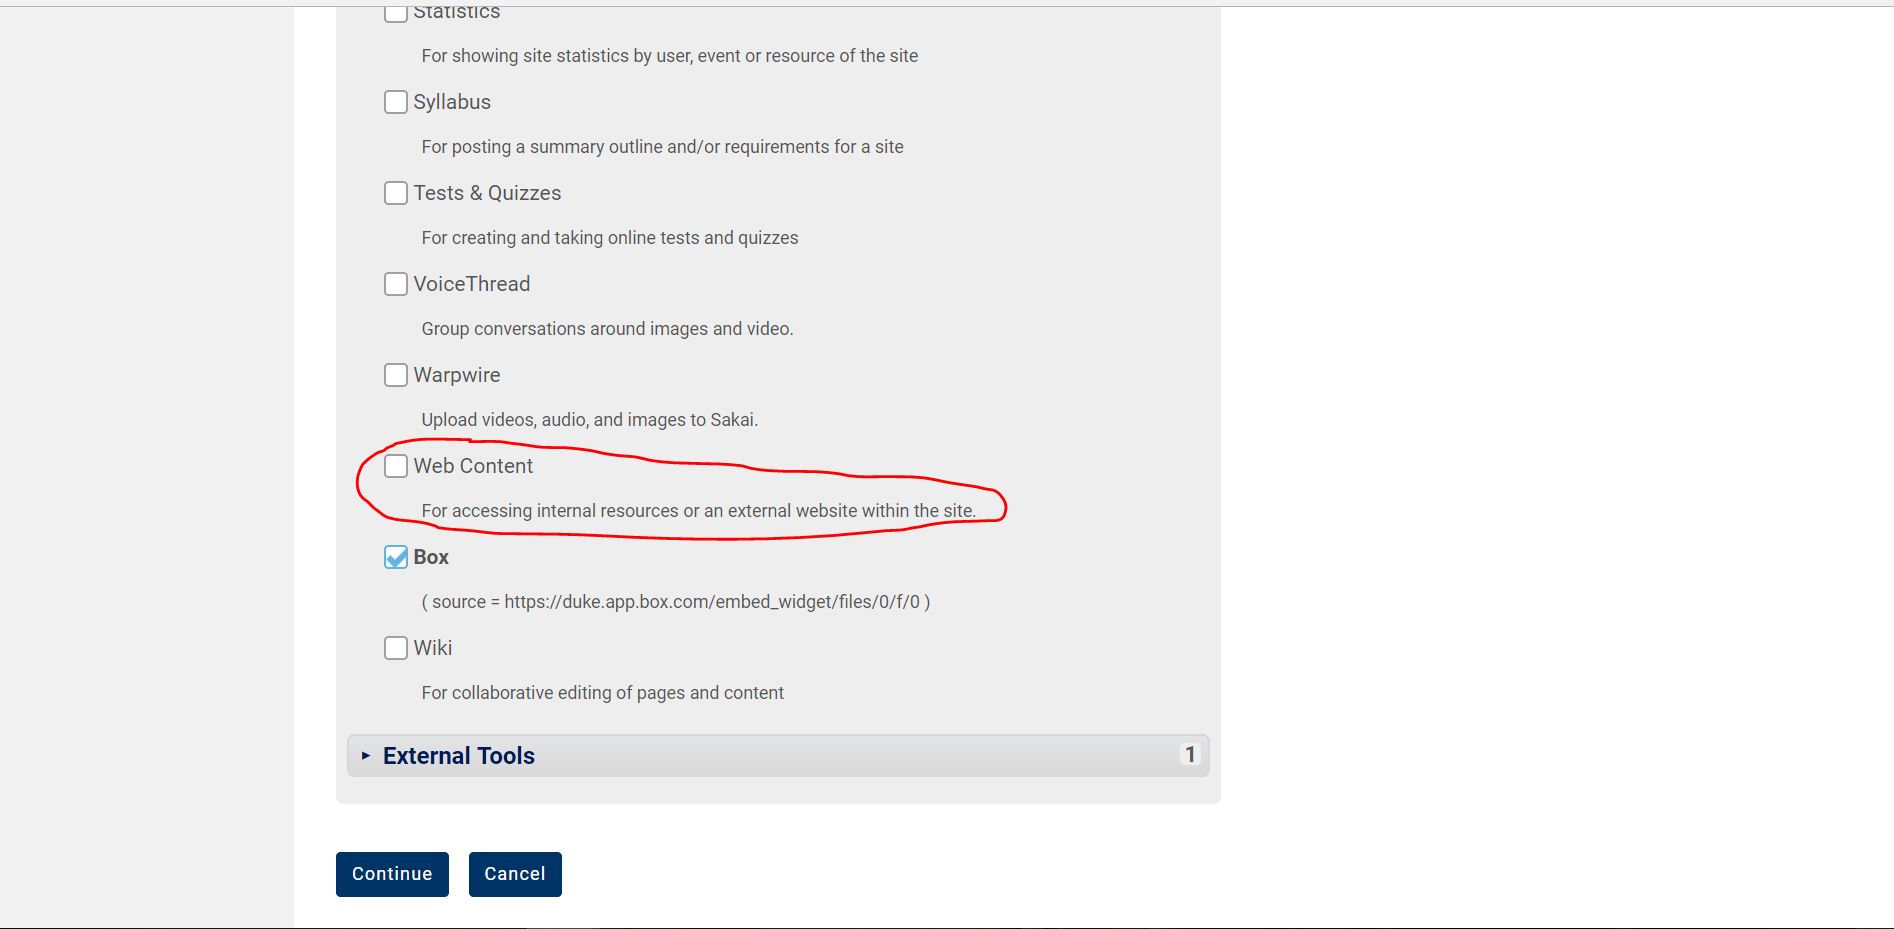 Statistics
For showing site statistics by user, event or resource of the site
Syllabus
For posting a summary outline and/or requirements for a site
Tests & Quizzes
For creating and taking online tests and quizzes
VoiceThread
Group conversations around images and video.
Warpwire
Upload videos, audio, and images to Sakai.
Web Content
For accessing internal resources or an external website within the site.
Box
( source = https://duke.app.box.com/embed_widget/files/0/f/0 )
Wiki
For collaborative editing of pages and content
External Tools 1
Continue Cancel